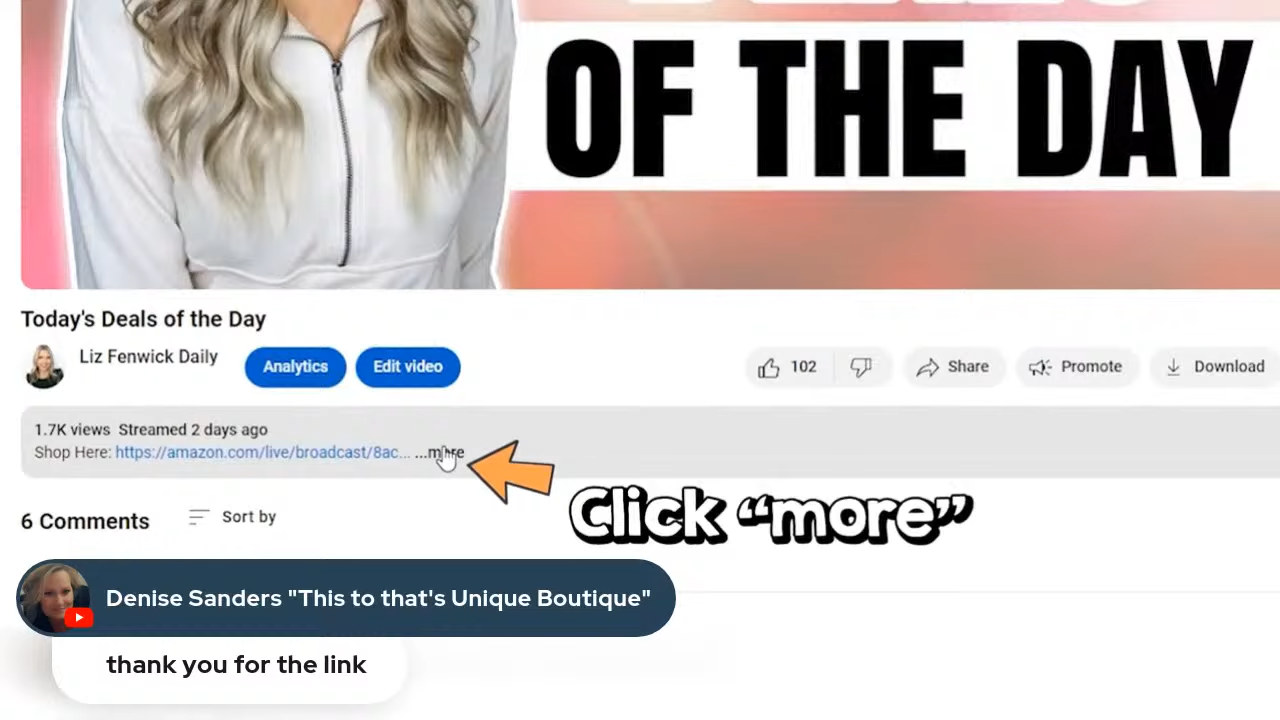 OF THE DAY
Today's Deals of the Day
Liz Fenwick Daily
Analytics
Edit video
102
Share
Promote
Download
1.7K views Streamed 2 days ago
Shop Here: https://amazon.com/live/broadcast/8ac... ...more
Click “more”
6 Comments
Sort by
Denise Sanders "This to that's Unique Boutique"
thank you for the link